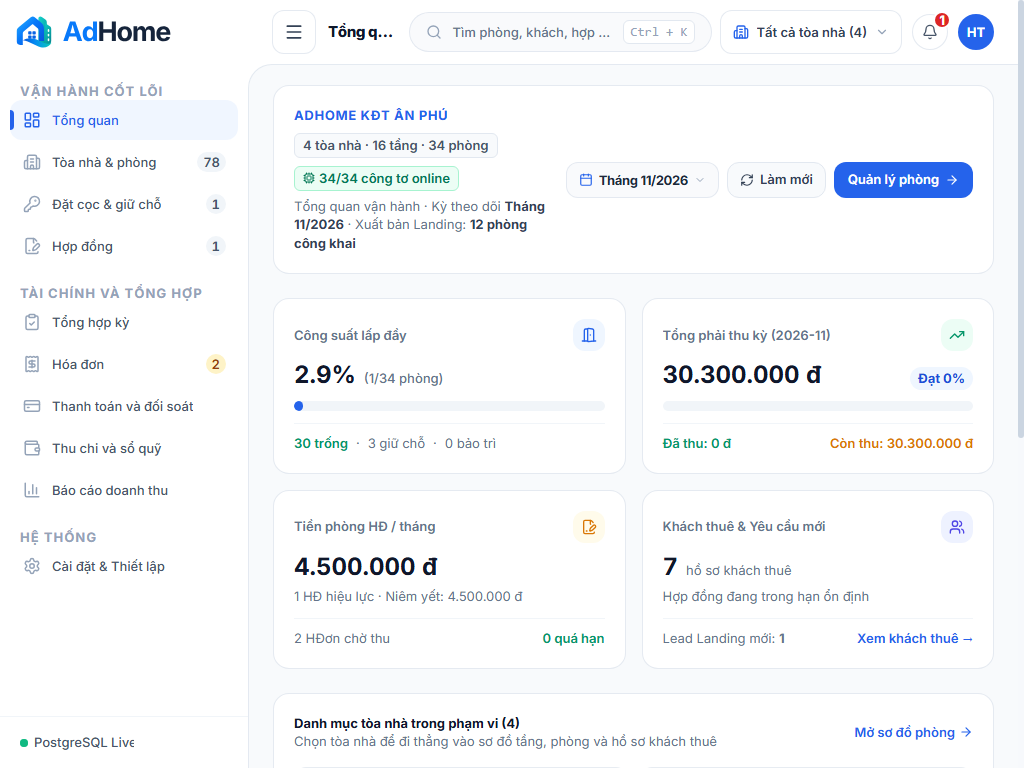 AdHome
Tổng q...
Tìm phòng, khách, hợp ...
Ctrl + K
Tất cả tòa nhà (4)
1
HT
VẬN HÀNH CỐT LÕI
Tổng quan
Tòa nhà & phòng
78
Đặt cọc & giữ chỗ
1
Hợp đồng
1
TÀI CHÍNH VÀ TỔNG HỢP
Tổng hợp kỳ
Hóa đơn
2
Thanh toán và đối soát
Thu chi và sổ quỹ
Báo cáo doanh thu
HỆ THỐNG
Cài đặt & Thiết lập
PostgreSQL Live
ADHOME KĐT ÂN PHÚ
4 tòa nhà · 16 tầng · 34 phòng
34/34 công tơ online
Tổng quan vận hành · Kỳ theo dõi Tháng
11/2026 · Xuất bản Landing: 12 phòng
công khai
Tháng 11/2026
Làm mới
Quản lý phòng →
Công suất lấp đầy
2.9% (1/34 phòng)
30 trống · 3 giữ chỗ · 0 bảo trì
Tổng phải thu kỳ (2026-11)
30.300.000 đ
Đạt 0%
Đã thu: 0 đ
Còn thu: 30.300.000 đ
Tiền phòng HĐ / tháng
4.500.000 đ
1 HĐ hiệu lực · Niêm yết: 4.500.000 đ
2 HĐơn chờ thu
0 quá hạn
Khách thuê & Yêu cầu mới
7 hồ sơ khách thuê
Hợp đồng đang trong hạn ổn định
Lead Landing mới: 1
Xem khách thuê →
Danh mục tòa nhà trong phạm vi (4)
Chọn tòa nhà để đi thẳng vào sơ đồ tầng, phòng và hồ sơ khách thuê
Mở sơ đồ phòng →